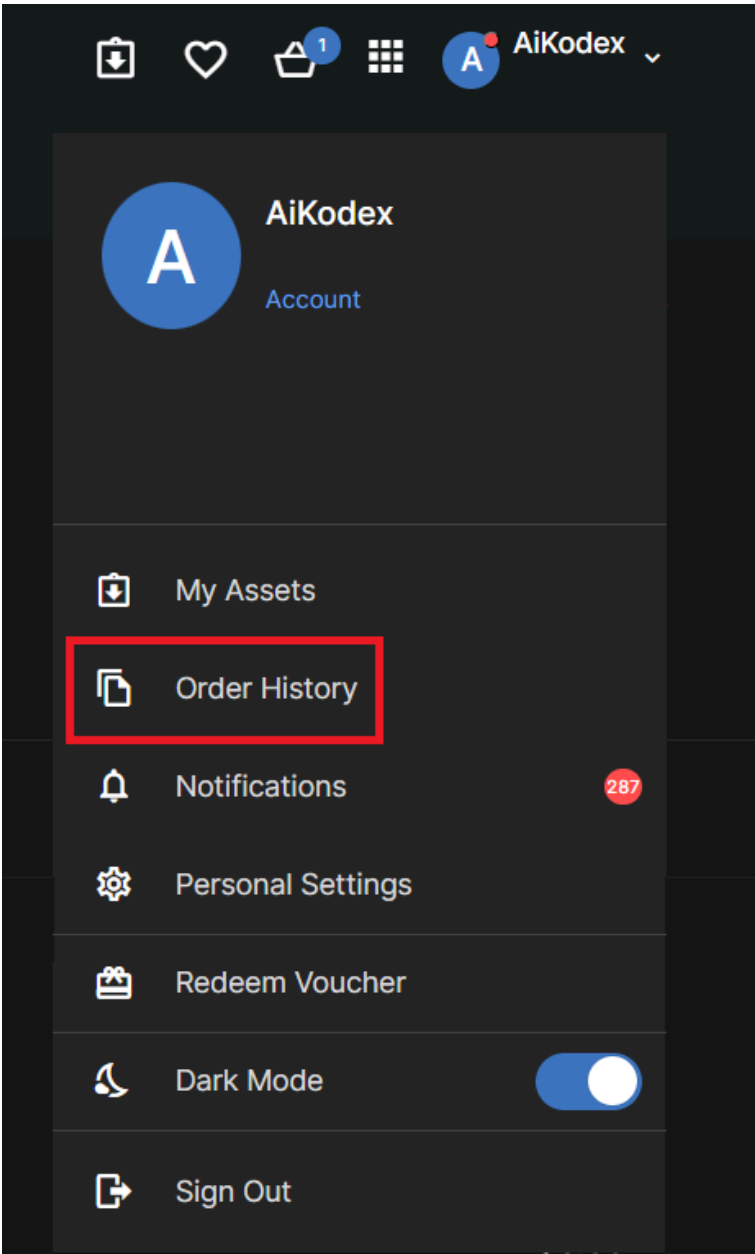 1
A
AiKodex
A
AiKodex
Account
My Assets
Order History
Notifications
287
Personal Settings
Redeem Voucher
Dark Mode
Sign Out